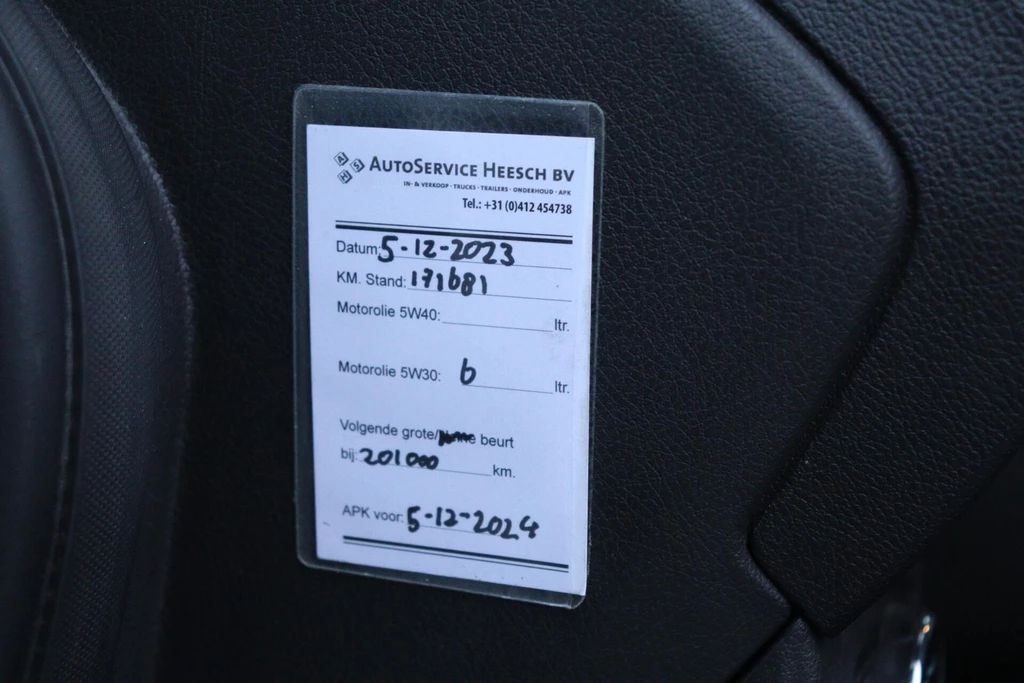 A
H
S
AUTOSERVICE HEESCH BV
IN- & VERKOOP · TRUCKS · TRAILERS · ONDERHOUD · APK
Tel.: +31 (0)412 454738
Datum: 5-12-2023
KM. Stand: 171681
Motorolie 5W40: ltr.
Motorolie 5W30: 6 ltr.
Volgende grote/ beurt
bij: 201000 km.
APK voor: 5-12-2024